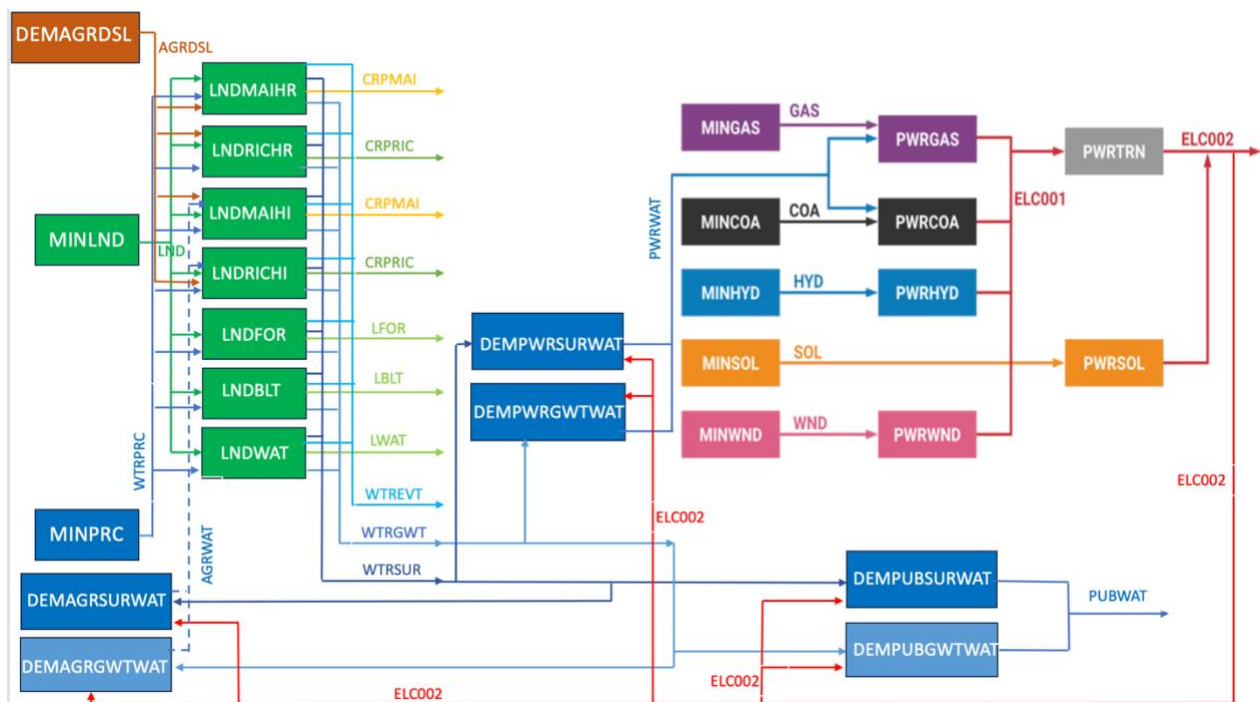 DEMAGRDSL
AGRDSL
LNDMAIHR
CRPMAI
LNDRICHR
CRPRIC
LNDMAIHI
CRPMAI
MINLND
LND
LNDRICHI
CRPRIC
LNDFOR
LFOR
LNDBLT
LBLT
LNDWAT
LWAT
WTRPRC
WTREVT
MINPRC
WTRGWT
AGRWAT
WTRSUR
DEMAGRSURWAT
DEMAGRGWTWAT
ELC002
DEMPWRSURWAT
DEMPWRGWTWAT
PWRWAT
ELC002
MINGAS
GAS
PWRGAS
PWRTRN
ELC002
ELC001
MINCOA
COA
PWRCOA
MINHYD
HYD
PWRHYD
MINSOL
SOL
PWRSOL
MINWND
WND
PWRWND
ELC002
DEMPUBSURWAT
PUBWAT
DEMPUBGWTWAT
ELC002